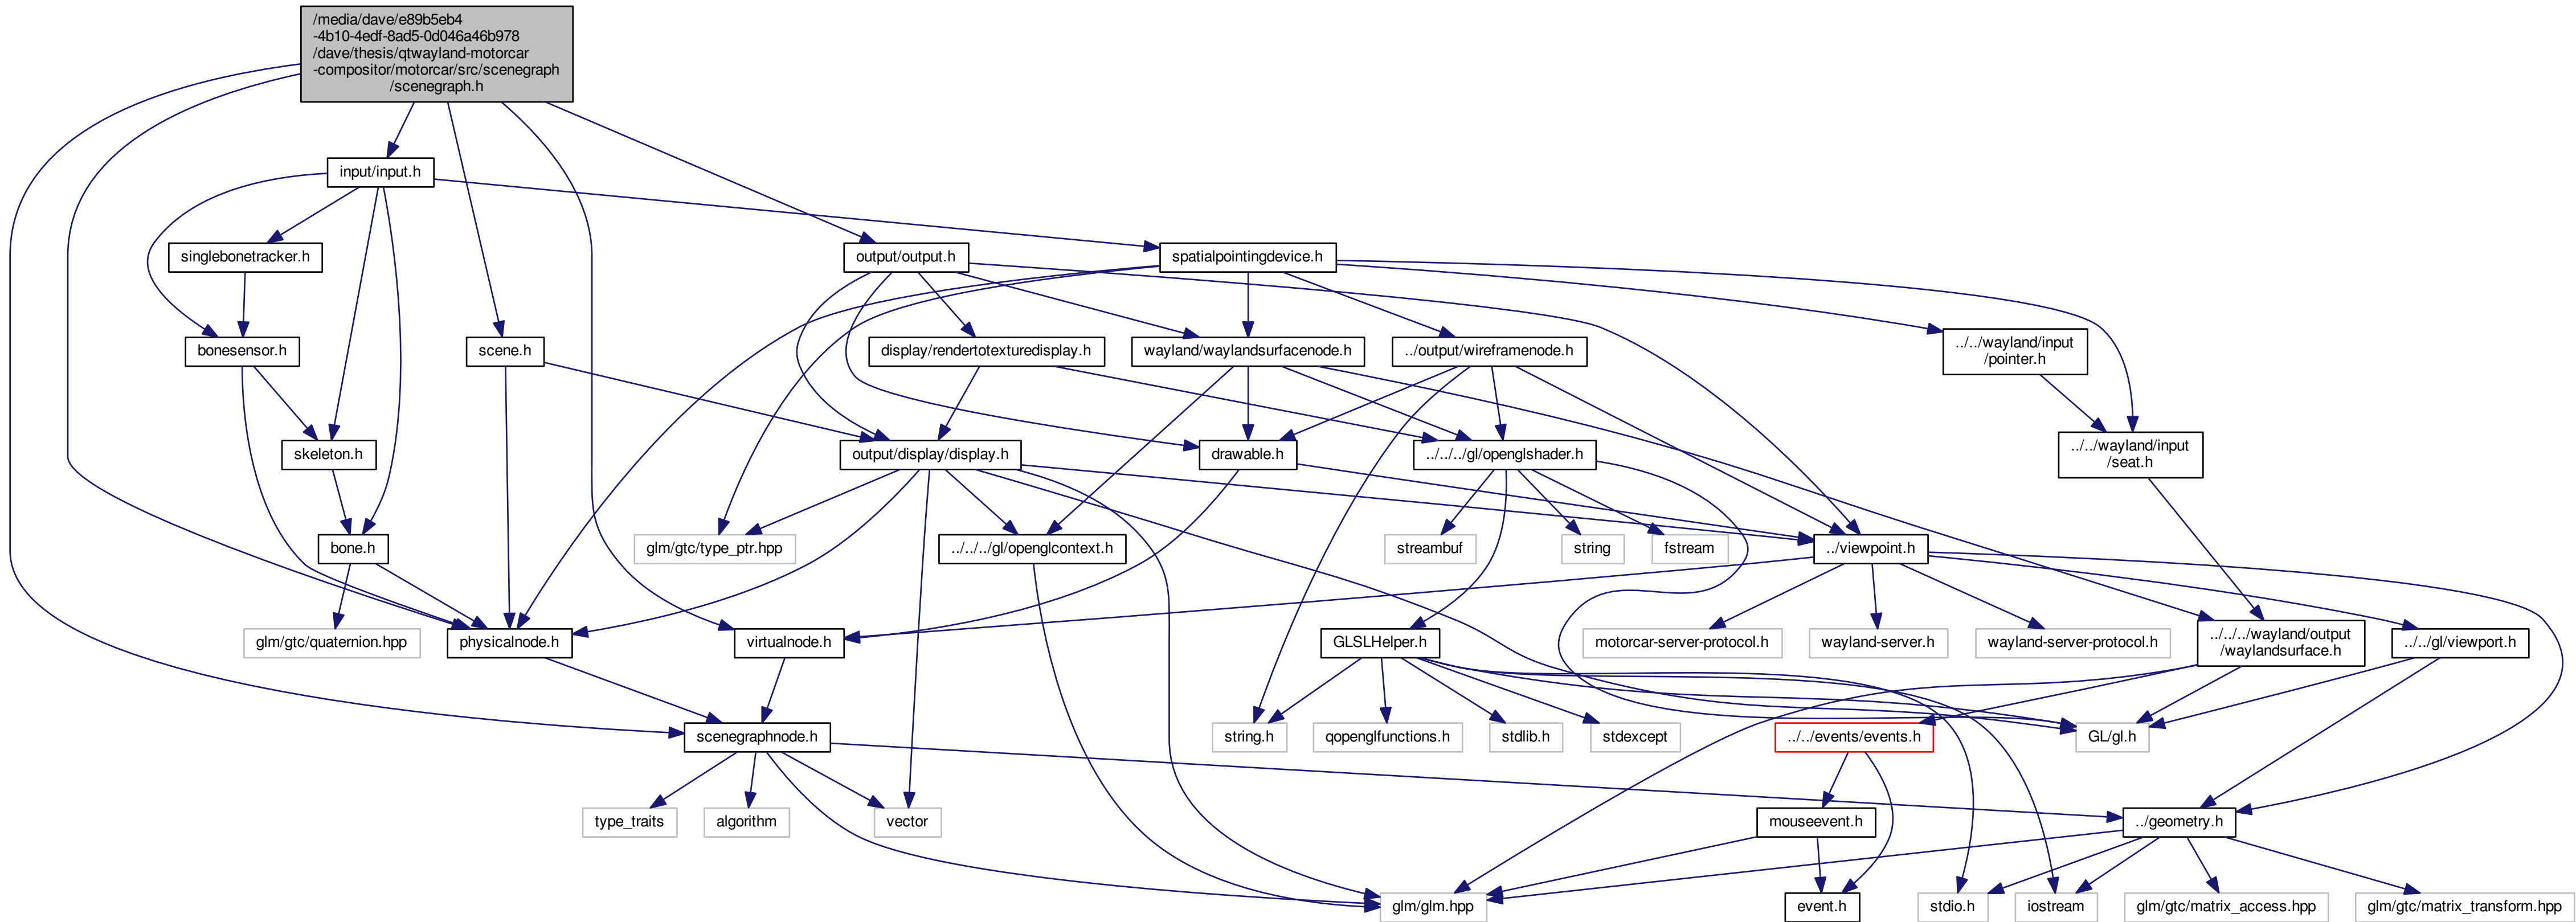 /media/dave/e89b5eb4
-4b10-4edf-8ad5-0d046a46b978
/dave/thesis/qtwayland-motorcar
-compositor/motorcar/src/scenegraph
/scenegraph.h
input/input.h
singlebonetracker.h
output/output.h
spatialpointingdevice.h
bonesensor.h
scene.h
display/rendertotexturedisplay.h
wayland/waylandsurfacenode.h
../output/wireframenode.h
../../wayland/input
/pointer.h
skeleton.h
output/display/display.h
drawable.h
../../../gl/openglshader.h
../../wayland/input
/seat.h
bone.h
glm/gtc/type_ptr.hpp
../../../gl/openglcontext.h
streambuf
string
fstream
../viewpoint.h
glm/gtc/quaternion.hpp
physicalnode.h
virtualnode.h
GLSLHelper.h
motorcar-server-protocol.h
wayland-server.h
wayland-server-protocol.h
../../../wayland/output
/waylandsurface.h
../../gl/viewport.h
scenegraphnode.h
string.h
qopenglfunctions.h
stdlib.h
stdexcept
../../events/events.h
GL/gl.h
type_traits
algorithm
vector
mouseevent.h
../geometry.h
glm/glm.hpp
event.h
stdio.h
iostream
glm/gtc/matrix_access.hpp
glm/gtc/matrix_transform.hpp